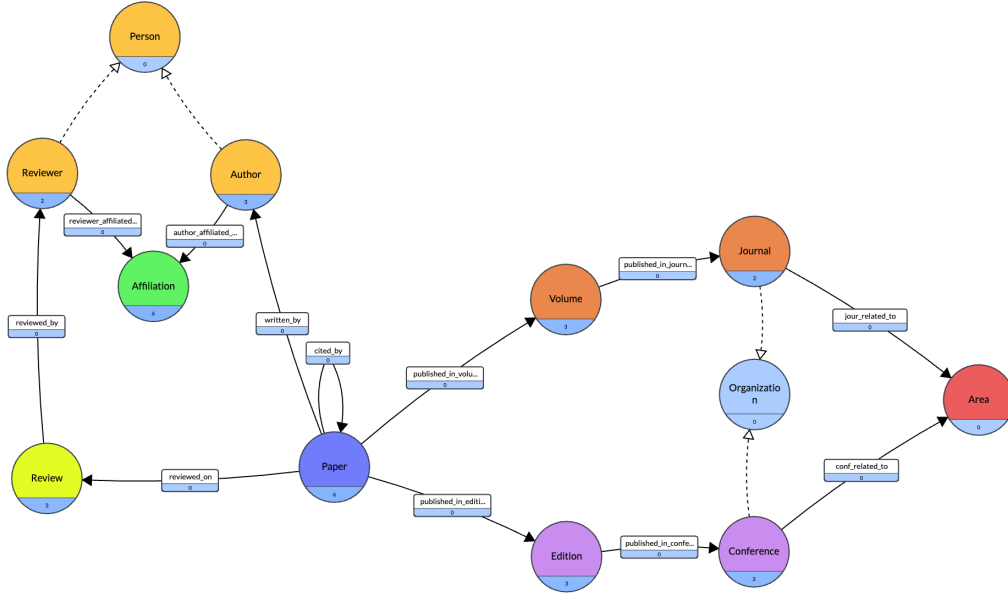 Person
0
Reviewer
2
Author
3
reviewer_affiliated...
0
author_affiliated_...
0
Affiliation
6
Journal
2
published_in_journ...
0
Volume
3
jour_related_to
0
reviewed_by
0
written_by
0
cited_by
0
published_in_volu...
0
Organizatio
n
0
Area
0
Paper
6
Review
3
reviewed_on
0
conf_related_to
0
published_in_editi...
0
Edition
3
published_in_confe...
0
Conference
3